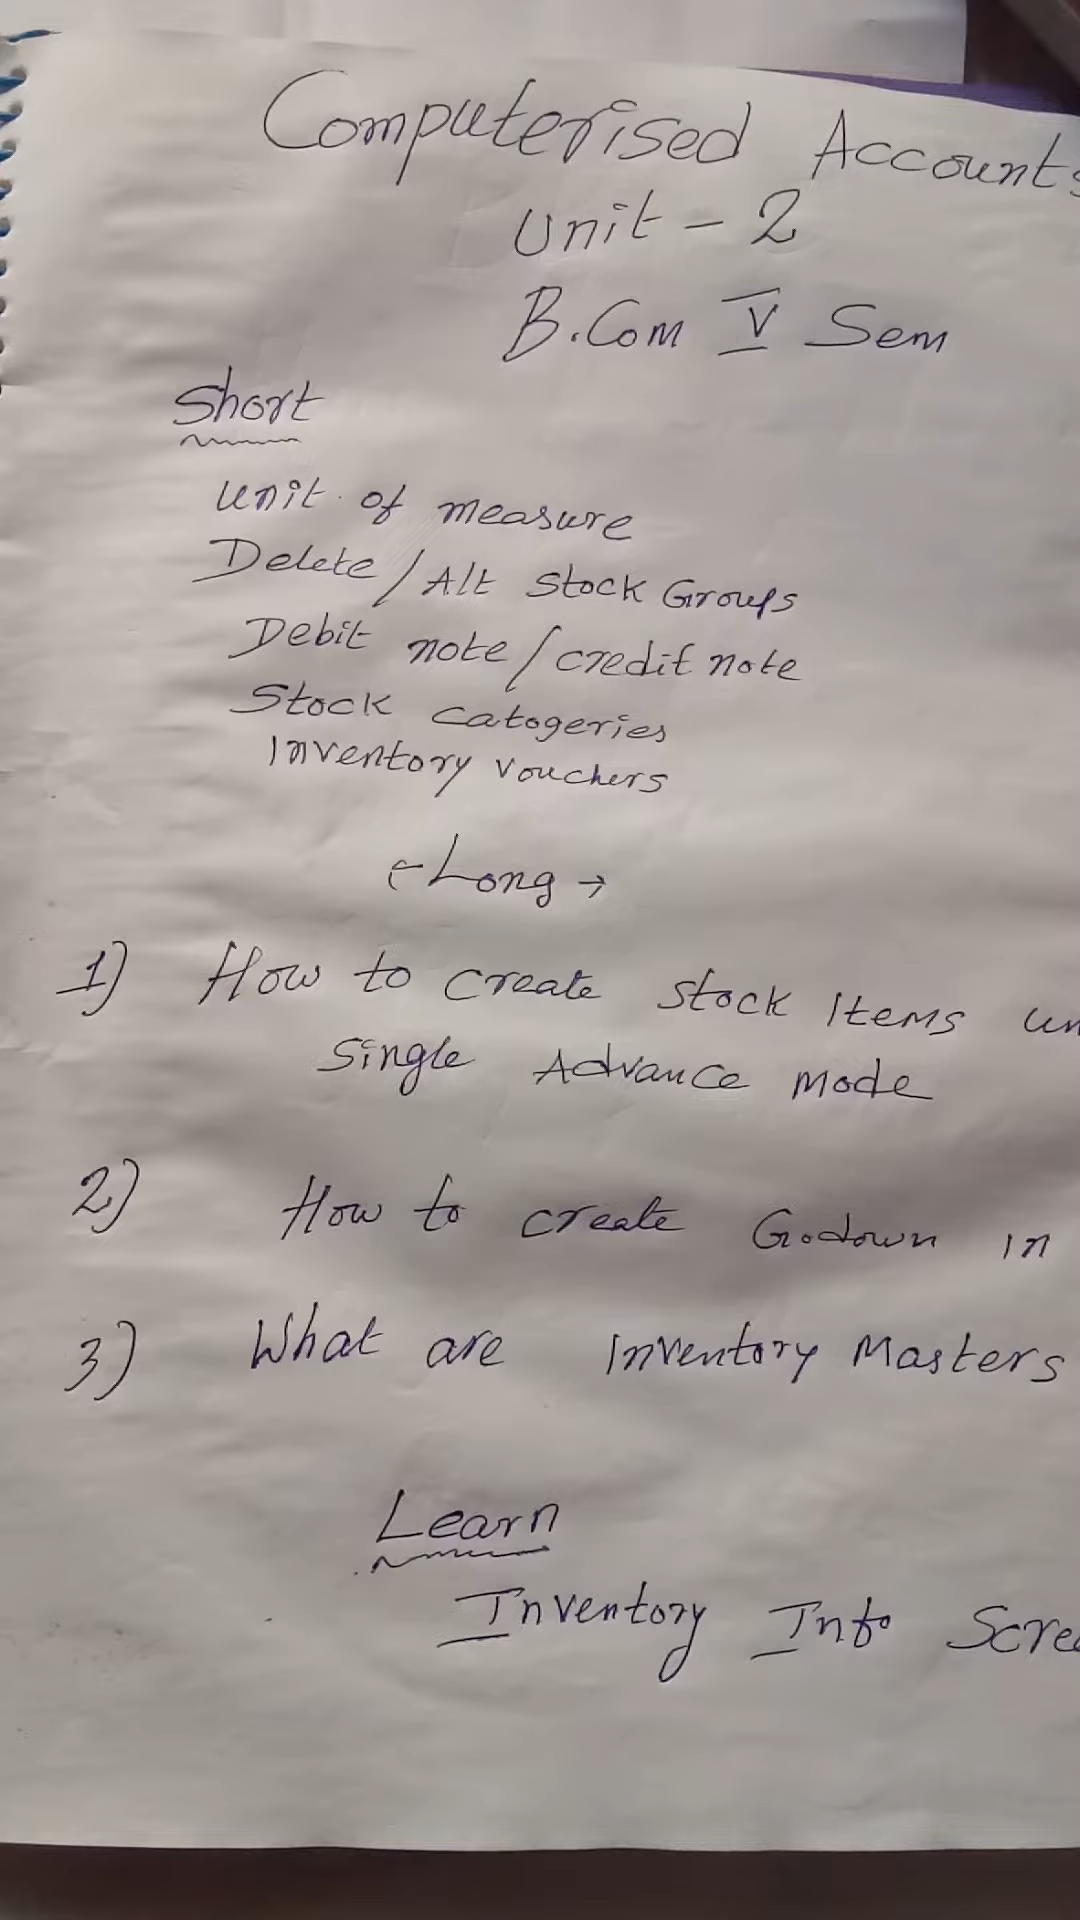 Computerised Accounts
Unit - 2
B.Com V Sem
Short
Unit of measure
Delete / Alt Stock Groups
Debit note / credit note
Stock catogeries
Inventory vouchers
← Long →
1) How to create stock items
Single Advance mode
2) How to create Godown in
3) What are Inventory Masters
Learn
Inventory Info